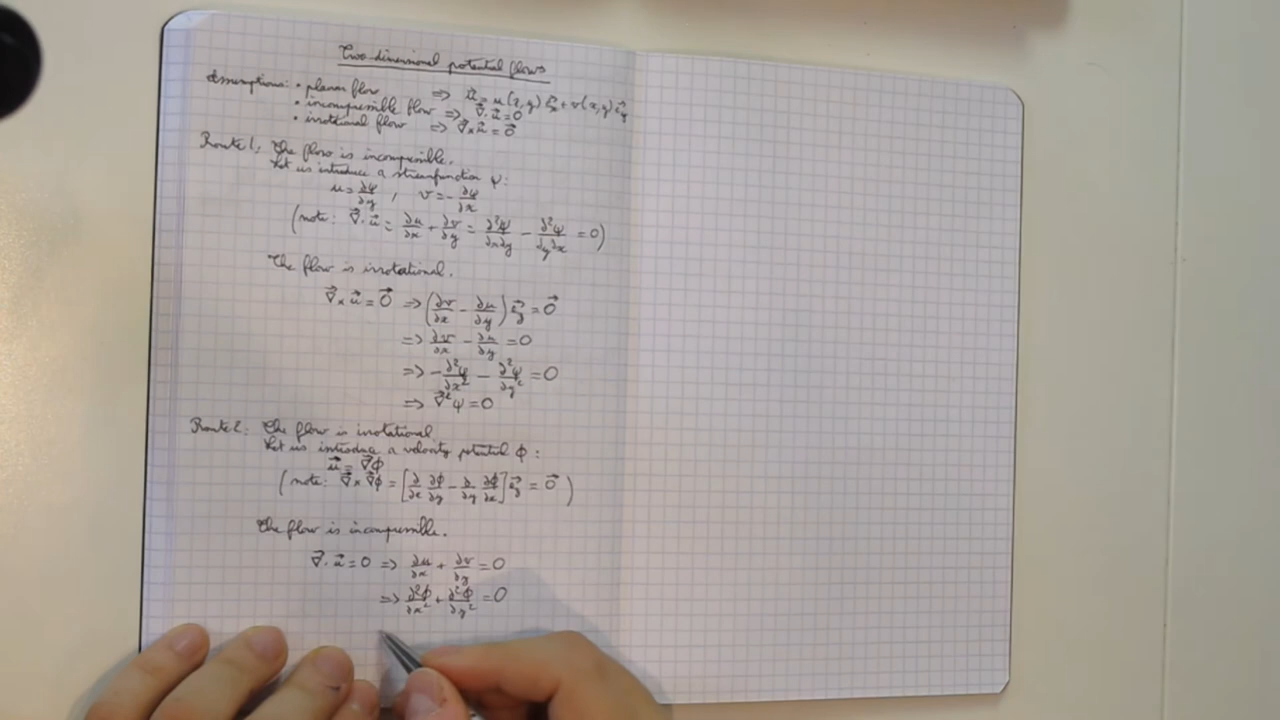 Two-dimensional potential flows
Assumptions: • planar flow ⇒ u⃗ = u(x,y) e⃗x + v(x,y) e⃗y
• incompressible flow ⇒ ∇⃗·u⃗ = 0
• irrotational flow ⇒ ∇⃗×u⃗ = 0⃗
Route 1: The flow is incompressible.
Let us introduce a streamfunction ψ:
u = ∂ψ/∂y , v = -∂ψ/∂x
(note: ∇⃗·u⃗ = ∂u/∂x + ∂v/∂y = ∂²ψ/∂x∂y - ∂²ψ/∂y∂x = 0)
The flow is irrotational.
∇⃗×u⃗ = 0⃗ ⇒ (∂v/∂x - ∂u/∂y) e⃗z = 0⃗
⇒ ∂v/∂x - ∂u/∂y = 0
⇒ -∂²ψ/∂x² - ∂²ψ/∂y² = 0
⇒ ∇⃗²ψ = 0
Route 2: The flow is irrotational.
Let us introduce a velocity potential ϕ:
u⃗ = ∇⃗ϕ
(note: ∇⃗×∇⃗ϕ = [∂/∂x ∂ϕ/∂y - ∂/∂y ∂ϕ/∂x] e⃗z = 0⃗)
The flow is incompressible.
∇⃗·u⃗ = 0 ⇒ ∂u/∂x + ∂v/∂y = 0
⇒ ∂²ϕ/∂x² + ∂²ϕ/∂y² = 0